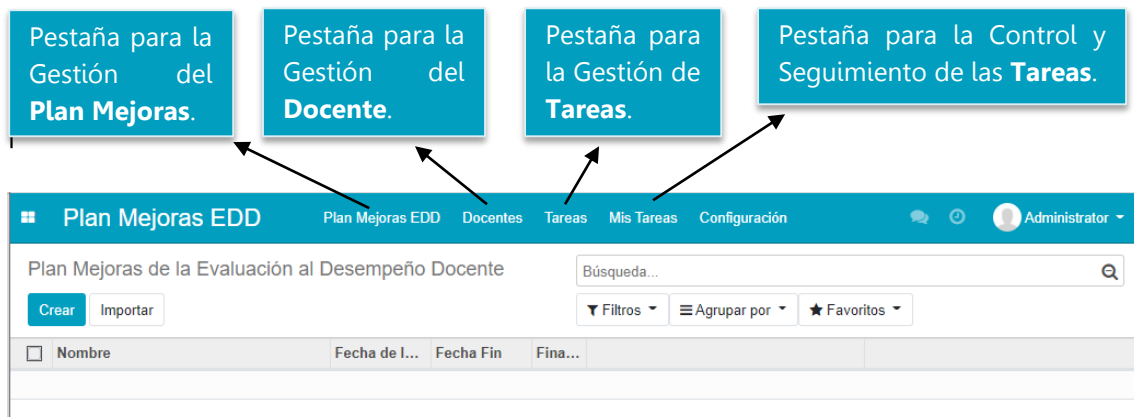 Pestaña para la
Gestión del
Plan Mejoras.
Pestaña para la
Gestión del
Docente.
Pestaña para
la Gestión de
Tareas.
Pestaña para la Control y
Seguimiento de las Tareas.
Plan Mejoras EDD Plan Mejoras EDD Docentes Tareas Mis Tareas Configuración Administrator
Plan Mejoras de la Evaluación al Desempeño Docente Búsqueda...
Crear Importar Filtros Agrupar por Favoritos
Nombre Fecha de I... Fecha Fin Fina...